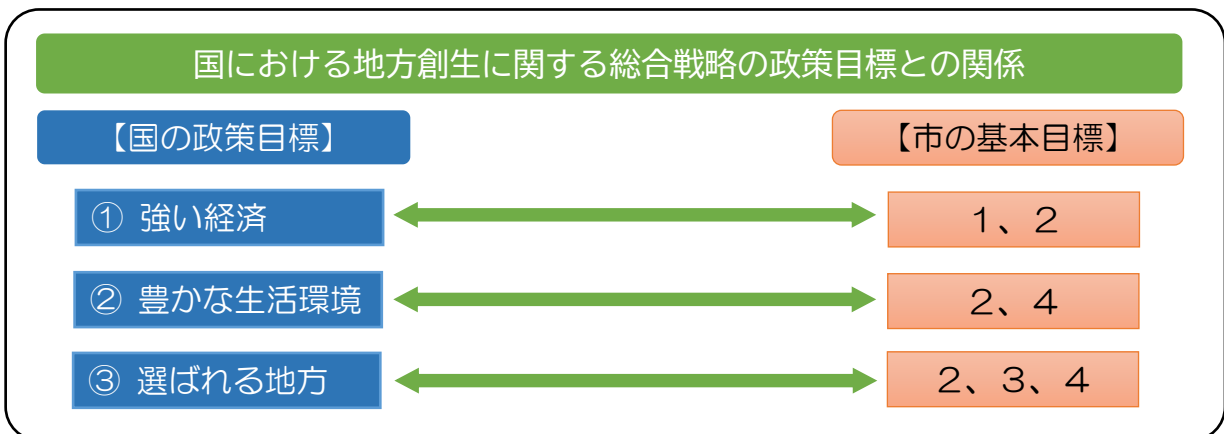 国における地方創生に関する総合戦略の政策目標との関係
【国の政策目標】
【市の基本目標】
① 強い経済
１、２
② 豊かな生活環境
２、４
③ 選ばれる地方
２、３、４